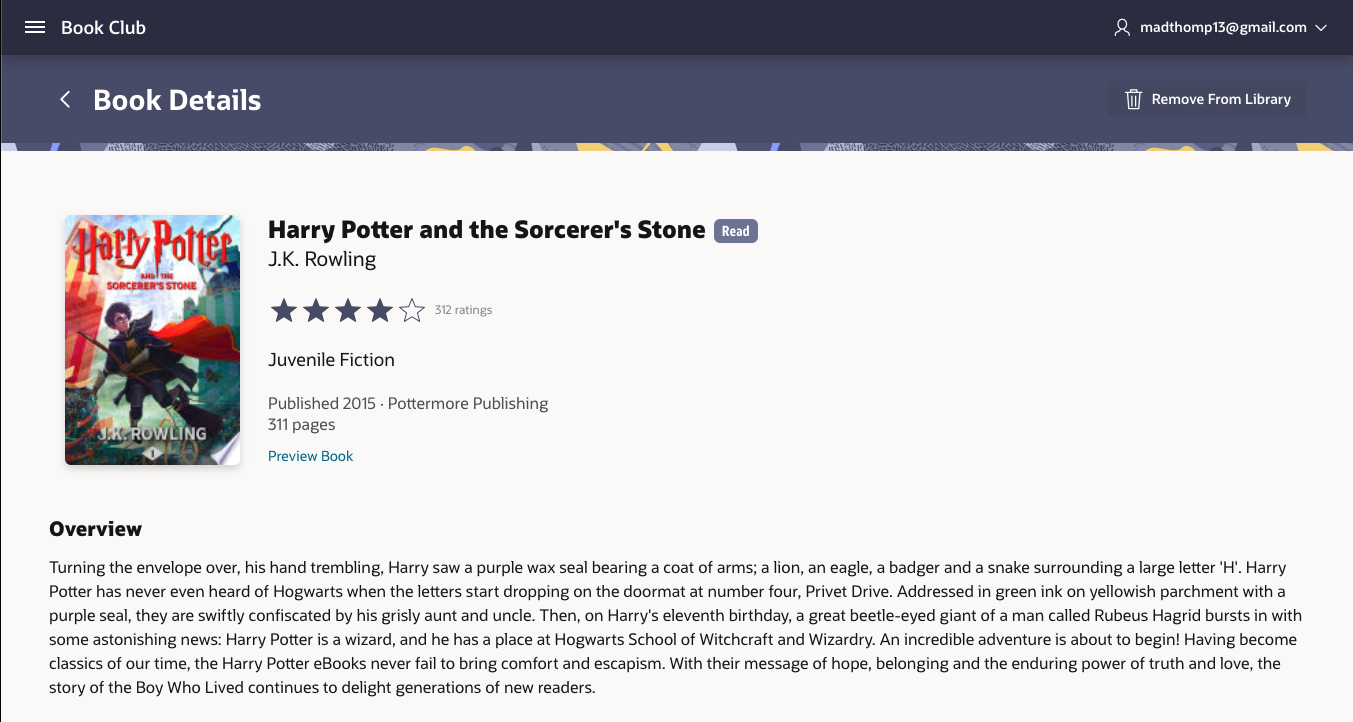 Book Club
madthomp13@gmail.com
Book Details
Remove From Library
Harry Potter
AND THE
SORCERER'S STONE
J.K. ROWLING
1
Harry Potter and the Sorcerer's Stone Read
J.K. Rowling
312 ratings
Juvenile Fiction
Published 2015 · Pottermore Publishing
311 pages
Preview Book
Overview
Turning the envelope over, his hand trembling, Harry saw a purple wax seal bearing a coat of arms; a lion, an eagle, a badger and a snake surrounding a large letter 'H'. Harry
Potter has never even heard of Hogwarts when the letters start dropping on the doormat at number four, Privet Drive. Addressed in green ink on yellowish parchment with a
purple seal, they are swiftly confiscated by his grisly aunt and uncle. Then, on Harry's eleventh birthday, a great beetle-eyed giant of a man called Rubeus Hagrid bursts in with
some astonishing news: Harry Potter is a wizard, and he has a place at Hogwarts School of Witchcraft and Wizardry. An incredible adventure is about to begin! Having become
classics of our time, the Harry Potter eBooks never fail to bring comfort and escapism. With their message of hope, belonging and the enduring power of truth and love, the
story of the Boy Who Lived continues to delight generations of new readers.